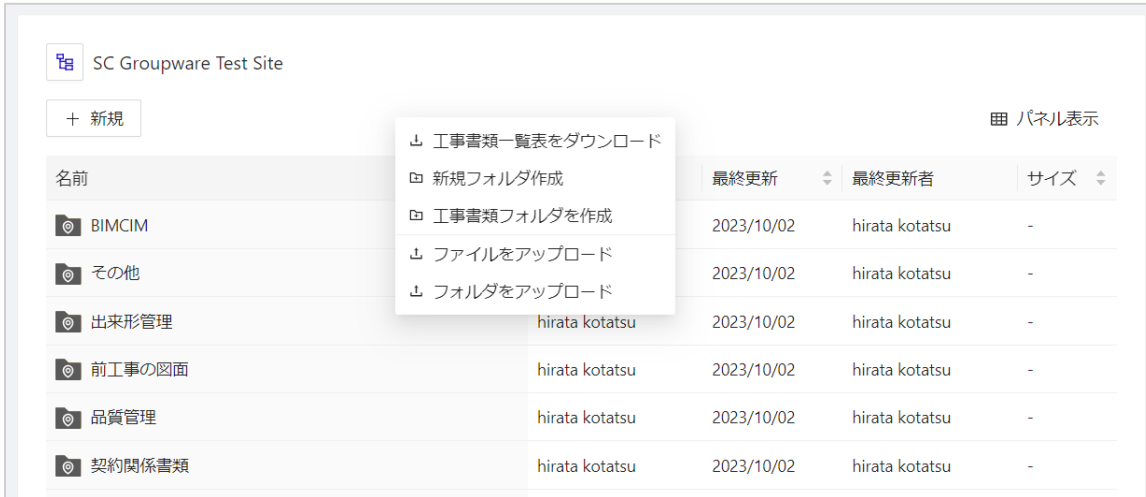 SC Groupware Test Site
+ 新規
パネル表示
工事書類一覧表をダウンロード
新規フォルダ作成
工事書類フォルダを作成
ファイルをアップロード
フォルダをアップロード
名前 最終更新 最終更新者 サイズ
BIMCIM 2023/10/02 hirata kotatsu -
その他 2023/10/02 hirata kotatsu -
出来形管理 hirata kotatsu 2023/10/02 hirata kotatsu -
前工事の図面 hirata kotatsu 2023/10/02 hirata kotatsu -
品質管理 hirata kotatsu 2023/10/02 hirata kotatsu -
契約関係書類 hirata kotatsu 2023/10/02 hirata kotatsu -